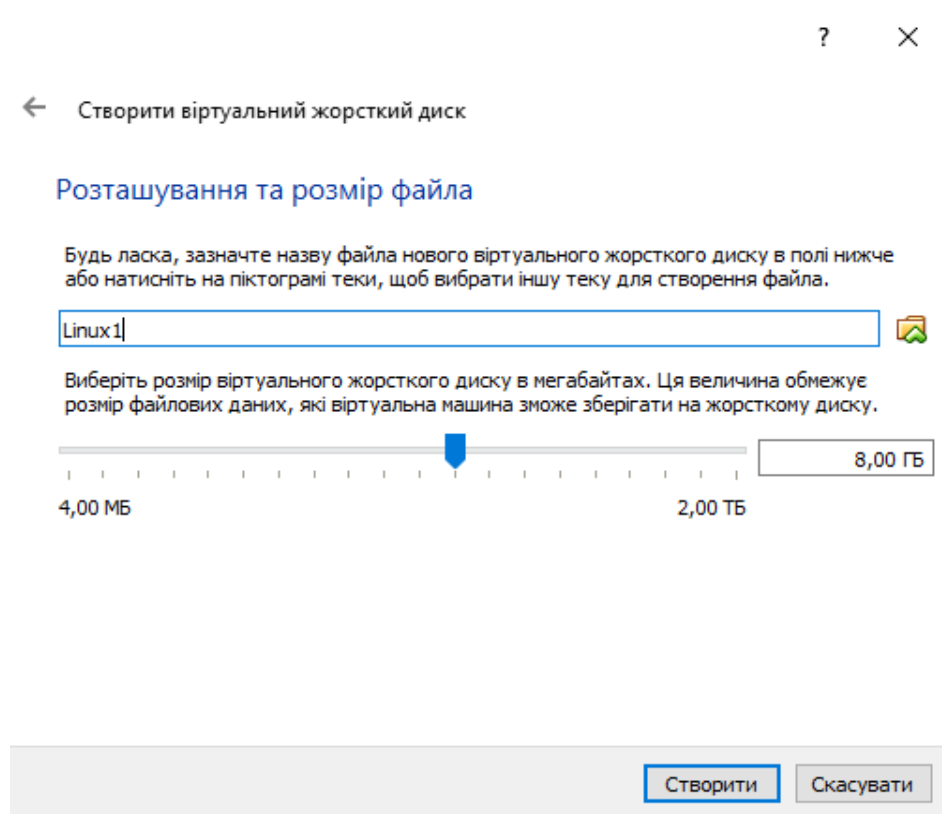 ?
Створити віртуальний жорсткий диск
Розташування та розмір файла
Будь ласка, зазначте назву файла нового віртуального жорсткого диску в полі нижче
або натисніть на піктограмі теки, щоб вибрати іншу теку для створення файла.
Linux1
Виберіть розмір віртуального жорсткого диску в мегабайтах. Ця величина обмежує
розмір файлових даних, які віртуальна машина зможе зберігати на жорсткому диску.
8,00 ГБ
4,00 МБ 2,00 ТБ
Створити Скасувати